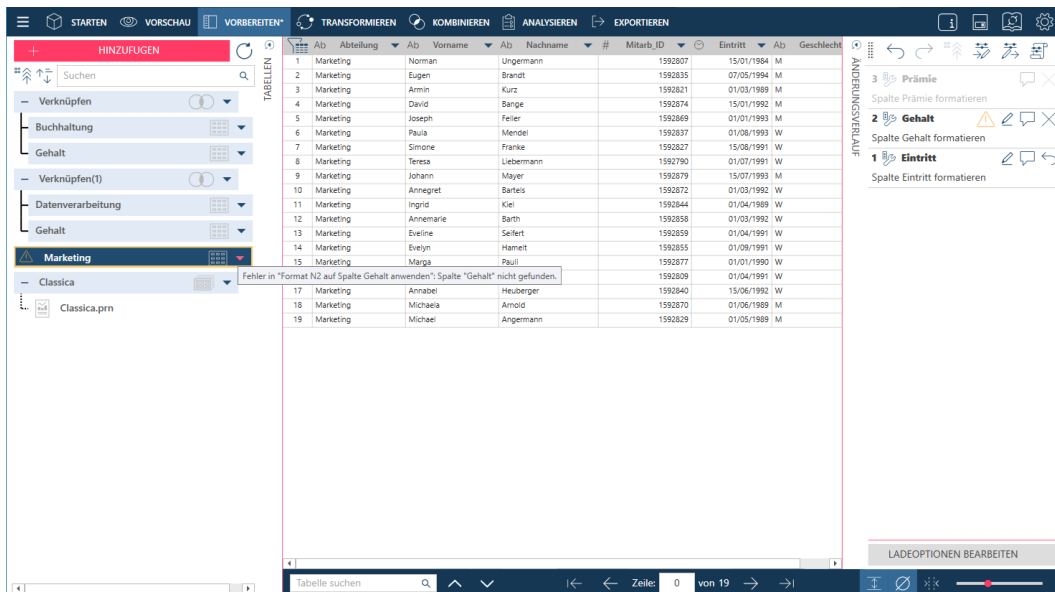 STARTEN VORSCHAU VORBEREITEN* TRANSFORMIEREN KOMBINIEREN ANALYSIEREN EXPORTIEREN
HINZUFÜGEN
Suchen
Verknüpfen
Buchhaltung
Gehalt
Verknüpfen(1)
Datenverarbeitung
Gehalt
Marketing
Classica
Classica.prn
TABELLEN
Ab Abteilung Ab Vorname Ab Nachname # Mitarb_ID Eintritt Ab Geschlecht
1 Marketing Norman Ungermann 1592807 15/01/1984 M
2 Marketing Eugen Brandt 1592835 07/05/1994 M
3 Marketing Armin Kurz 1592821 01/03/1989 M
4 Marketing David Bange 1592874 15/01/1992 M
5 Marketing Joseph Feller 1592869 01/01/1993 M
6 Marketing Paula Mendel 1592837 01/08/1993 W
7 Marketing Simone Franke 1592827 15/08/1991 W
8 Marketing Teresa Liebermann 1592790 01/07/1991 W
9 Marketing Johann Mayer 1592879 15/07/1993 M
10 Marketing Annegret Bartels 1592872 01/03/1992 W
11 Marketing Ingrid Kiel 1592844 01/04/1989 W
12 Marketing Annemarie Barth 1592858 01/03/1992 W
13 Marketing Eveline Seifert 1592859 01/04/1991 W
14 Marketing Evelyn Hamelt 1592855 01/09/1991 W
15 Marketing Marga Pauli 1592877 01/01/1990 W
Fehler in "Format N2 auf Spalte Gehalt anwenden": Spalte "Gehalt" nicht gefunden.
1592809 01/04/1991 W
17 Marketing Annabel Heuberger 1592840 15/06/1992 W
18 Marketing Michaela Arnold 1592870 01/06/1989 M
19 Marketing Michael Angermann 1592829 01/05/1989 M
ÄNDERUNGSVERLAUF
3 Prämie
Spalte Prämie formatieren
2 Gehalt
Spalte Gehalt formatieren
1 Eintritt
Spalte Eintritt formatieren
LADEOPTIONEN BEARBEITEN
Tabelle suchen Zeile: 0 von 19